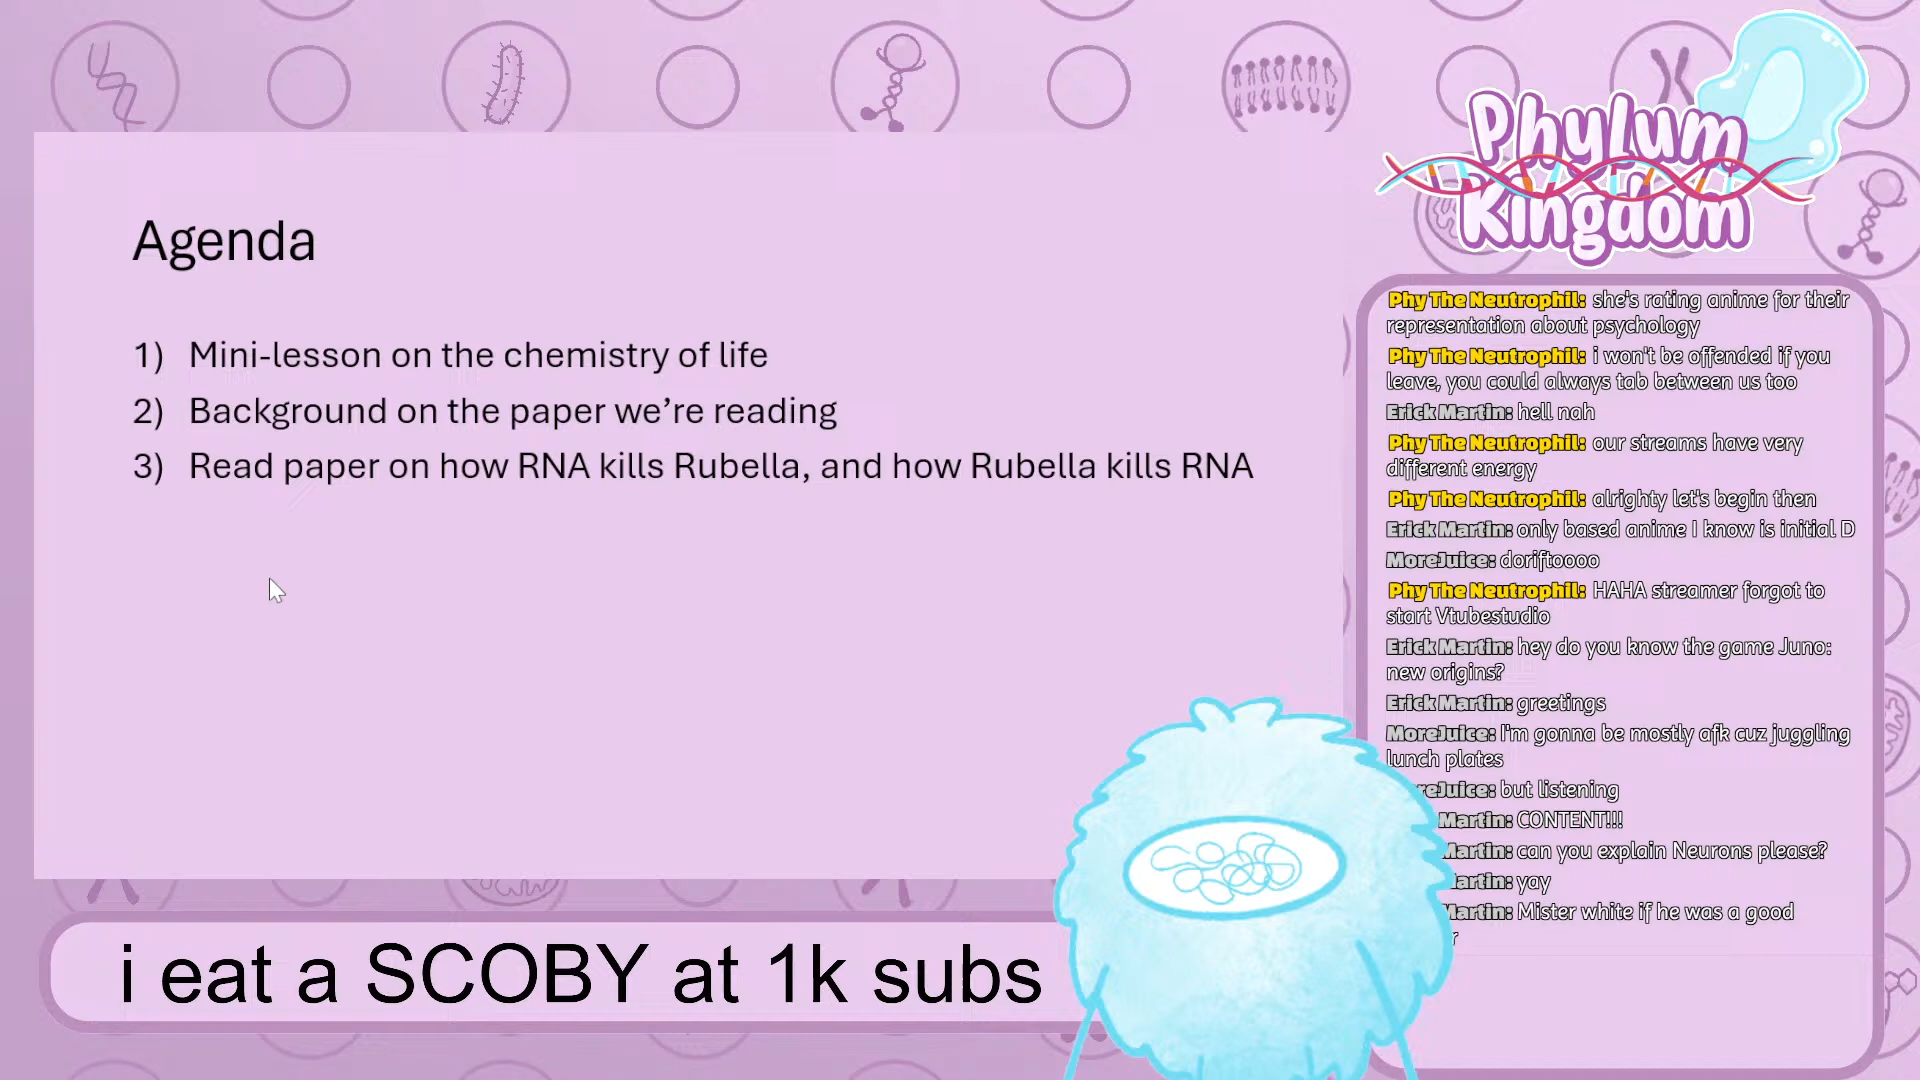 Phylum
Kingdom
Agenda
1) Mini-lesson on the chemistry of life
2) Background on the paper we’re reading
3) Read paper on how RNA kills Rubella, and how Rubella kills RNA
i eat a SCOBY at 1k subs
Phy The Neutrophil: she's rating anime for their
representation about psychology
Phy The Neutrophil: i won't be offended if you
leave, you could always tab between us too
Erick Martin: hell nah
Phy The Neutrophil: our streams have very
different energy
Phy The Neutrophil: alrighty let's begin then
Erick Martin: only based anime I know is initial D
MoreJuice: doriftoooo
Phy The Neutrophil: HAHA streamer forgot to
start Vtubestudio
Erick Martin: hey do you know the game Juno:
new origins?
Erick Martin: greetings
MoreJuice: I'm gonna be mostly afk cuz juggling
lunch plates
reJuice: but listening
Martin: CONTENT!!!
Martin: can you explain Neurons please?
artin: yay
Martin: Mister white if he was a good